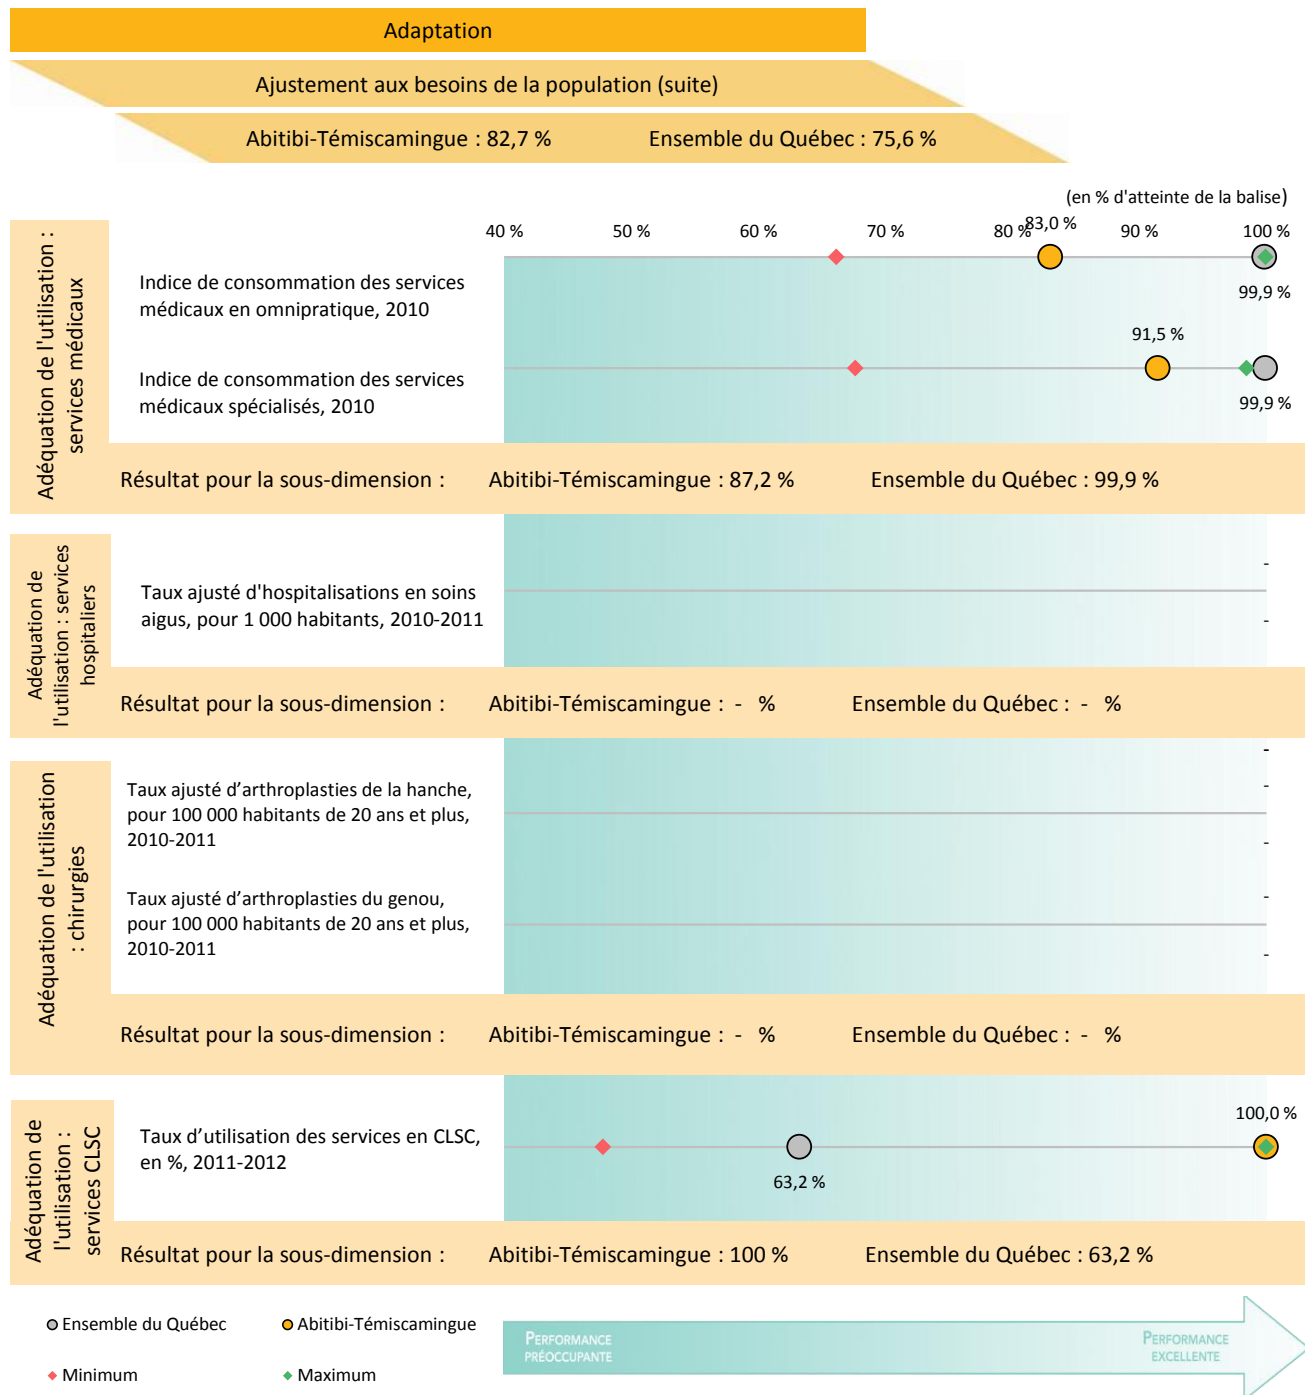 Adaptation
Ajustement aux besoins de la population (suite)
Abitibi-Témiscamingue : 82,7 % Ensemble du Québec : 75,6 %
(en % d'atteinte de la balise)
40 % 50 % 60 % 70 % 80 % 90 % 100 %
83,0 %
Adéquation de l'utilisation :
services médicaux
Indice de consommation des services
médicaux en omnipratique, 2010
99,9 %
91,5 %
Indice de consommation des services
médicaux spécialisés, 2010
99,9 %
Résultat pour la sous-dimension : Abitibi-Témiscamingue : 87,2 % Ensemble du Québec : 99,9 %
Adéquation de
l'utilisation : services
hospitaliers
-
Taux ajusté d'hospitalisations en soins
aigus, pour 1 000 habitants, 2010-2011
-
Résultat pour la sous-dimension : Abitibi-Témiscamingue : - % Ensemble du Québec : - %
-
Adéquation de l'utilisation
: chirurgies
-
Taux ajusté d’arthroplasties de la hanche,
pour 100 000 habitants de 20 ans et plus,
2010-2011
-
-
Taux ajusté d’arthroplasties du genou,
pour 100 000 habitants de 20 ans et plus,
2010-2011
-
Résultat pour la sous-dimension : Abitibi-Témiscamingue : - % Ensemble du Québec : - %
Adéquation de
l'utilisation :
services CLSC
100,0 %
Taux d’utilisation des services en CLSC,
en %, 2011-2012
63,2 %
Résultat pour la sous-dimension : Abitibi-Témiscamingue : 100 % Ensemble du Québec : 63,2 %
Ensemble du Québec Abitibi-Témiscamingue
Minimum Maximum
PERFORMANCE
PRÉOCCUPANTE
PERFORMANCE
EXCELLENTE